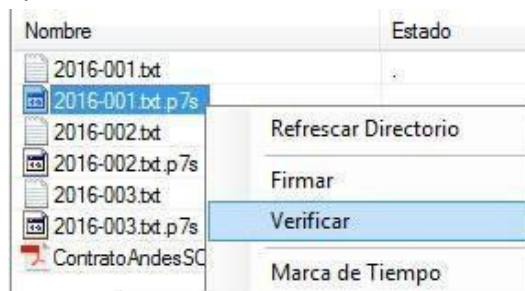 Nombre Estado
2016-001.txt .
2016-001.txt.p7s
2016-002.txt Refrescar Directorio
2016-002.txt.p7s
Firmar
2016-003.txt
2016-003.txt.p7s Verificar
ContratoAndesSC
Marca de Tiempo